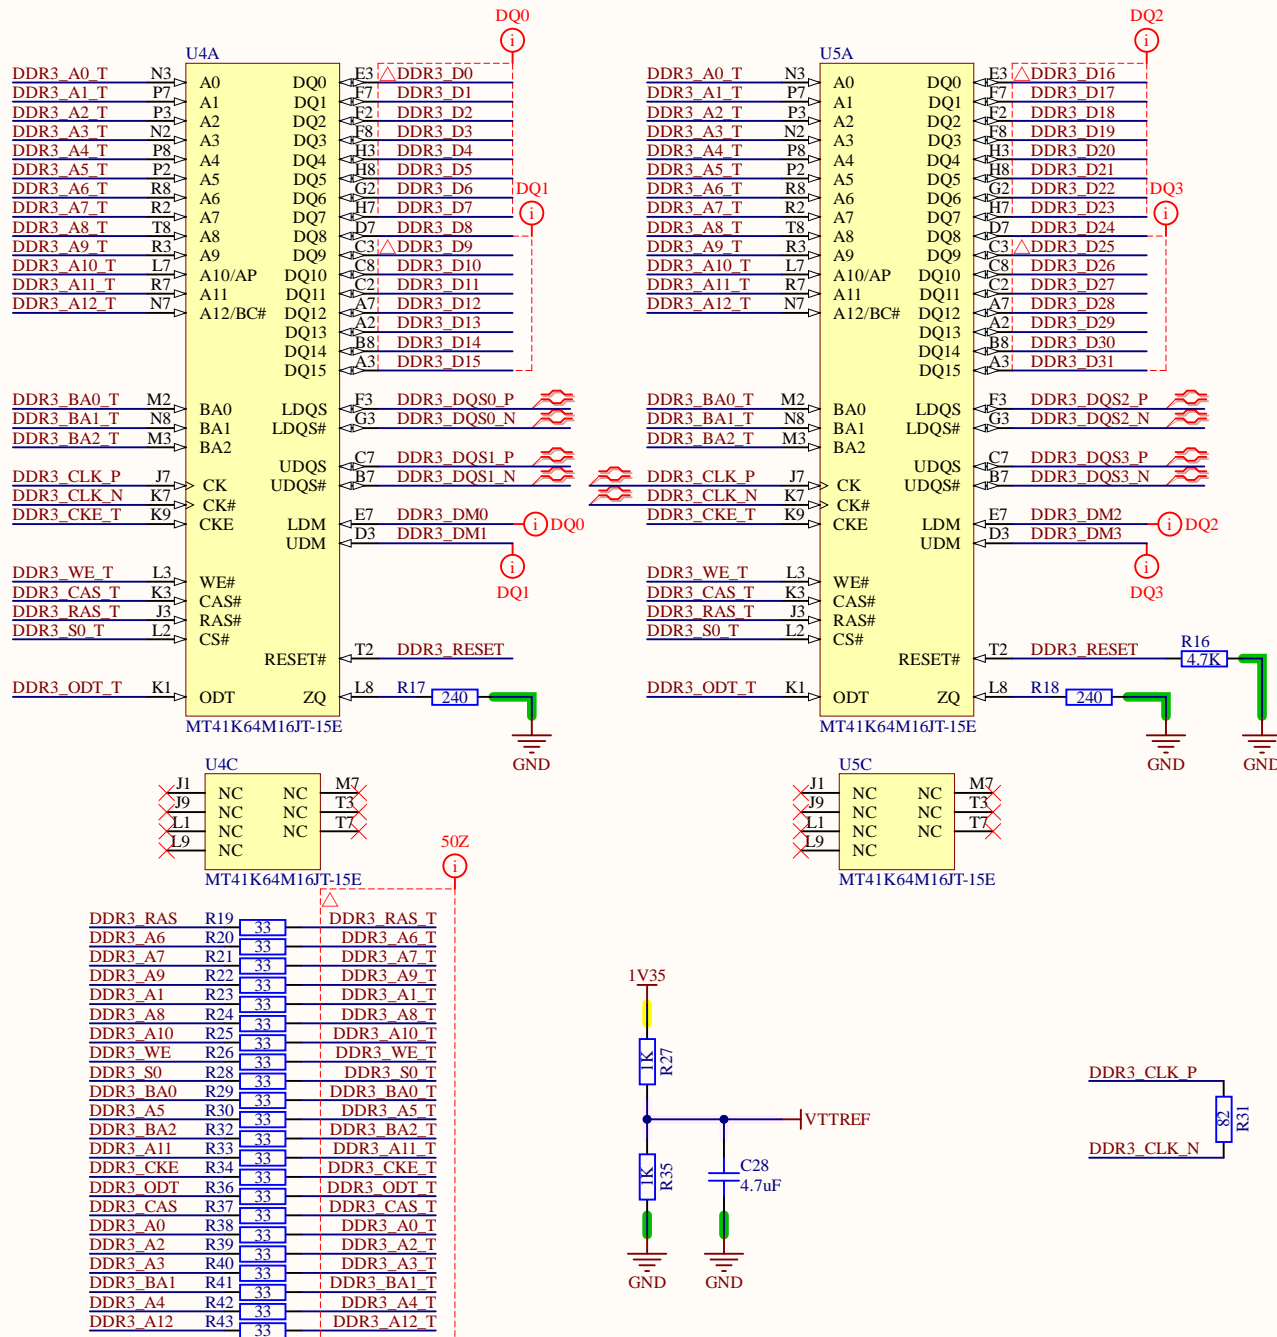 DQ0
DQ2
U4A
U5A
DDR3_A0_T N3 A0 DQ0 E3 DDR3_D0
DDR3_A1_T P7 A1 DQ1 F7 DDR3_D1
DDR3_A2_T P3 A2 DQ2 F2 DDR3_D2
DDR3_A3_T N2 A3 DQ3 F8 DDR3_D3
DDR3_A4_T P8 A4 DQ4 H3 DDR3_D4
DDR3_A5_T P2 A5 DQ5 H8 DDR3_D5
DDR3_A6_T R8 A6 DQ6 G2 DDR3_D6 DQ1
DDR3_A7_T R2 A7 DQ7 H7 DDR3_D7
DDR3_A8_T T8 A8 DQ8 D7 DDR3_D8
DDR3_A9_T R3 A9 DQ9 C3 DDR3_D9
DDR3_A10_T L7 A10/AP DQ10 C8 DDR3_D10
DDR3_A11_T R7 A11 DQ11 C2 DDR3_D11
DDR3_A12_T N7 A12/BC# DQ12 A7 DDR3_D12
DQ13 A2 DDR3_D13
DQ14 B8 DDR3_D14
DQ15 A3 DDR3_D15
DDR3_BA0_T M2 BA0 LDQS F3 DDR3_DQS0_P
DDR3_BA1_T N8 BA1 LDQS# G3 DDR3_DQS0_N
DDR3_BA2_T M3 BA2
UDQS C7 DDR3_DQS1_P
DDR3_CLK_P J7 CK UDQS# B7 DDR3_DQS1_N
DDR3_CLK_N K7 CK#
DDR3_CKE_T K9 CKE LDM E7 DDR3_DM0 i DQ0
UDM D3 DDR3_DM1
i
DQ1
DDR3_WE_T L3 WE#
DDR3_CAS_T K3 CAS#
DDR3_RAS_T J3 RAS#
DDR3_S0_T L2 CS#
RESET# T2 DDR3_RESET
DDR3_ODT_T K1 ODT ZQ L8 R17 240
MT41K64M16JT-15E
GND
DDR3_A0_T N3 A0 DQ0 E3 DDR3_D16
DDR3_A1_T P7 A1 DQ1 F7 DDR3_D17
DDR3_A2_T P3 A2 DQ2 F2 DDR3_D18
DDR3_A3_T N2 A3 DQ3 F8 DDR3_D19
DDR3_A4_T P8 A4 DQ4 H3 DDR3_D20
DDR3_A5_T P2 A5 DQ5 H8 DDR3_D21
DDR3_A6_T R8 A6 DQ6 G2 DDR3_D22 DQ3
DDR3_A7_T R2 A7 DQ7 H7 DDR3_D23
DDR3_A8_T T8 A8 DQ8 D7 DDR3_D24
DDR3_A9_T R3 A9 DQ9 C3 DDR3_D25
DDR3_A10_T L7 A10/AP DQ10 C8 DDR3_D26
DDR3_A11_T R7 A11 DQ11 C2 DDR3_D27
DDR3_A12_T N7 A12/BC# DQ12 A7 DDR3_D28
DQ13 A2 DDR3_D29
DQ14 B8 DDR3_D30
DQ15 A3 DDR3_D31
DDR3_BA0_T M2 BA0 LDQS F3 DDR3_DQS2_P
DDR3_BA1_T N8 BA1 LDQS# G3 DDR3_DQS2_N
DDR3_BA2_T M3 BA2
UDQS C7 DDR3_DQS3_P
DDR3_CLK_P J7 CK UDQS# B7 DDR3_DQS3_N
DDR3_CLK_N K7 CK#
DDR3_CKE_T K9 CKE LDM E7 DDR3_DM2 i DQ2
UDM D3 DDR3_DM3
i
DQ3
DDR3_WE_T L3 WE#
DDR3_CAS_T K3 CAS#
DDR3_RAS_T J3 RAS#
DDR3_S0_T L2 CS#
RESET# T2 DDR3_RESET R16 4.7K
DDR3_ODT_T K1 ODT ZQ L8 R18 240
MT41K64M16JT-15E
GND GND
U4C
J1 NC NC M7
J9 NC NC T3
L1 NC NC T7
L9 NC
MT41K64M16JT-15E
U5C
J1 NC NC M7
J9 NC NC T3
L1 NC NC T7
L9 NC
MT41K64M16JT-15E
50Z
i
DDR3_RAS R19 33 DDR3_RAS_T
DDR3_A6 R20 33 DDR3_A6_T
DDR3_A7 R21 33 DDR3_A7_T
DDR3_A9 R22 33 DDR3_A9_T
DDR3_A1 R23 33 DDR3_A1_T
DDR3_A8 R24 33 DDR3_A8_T
DDR3_A10 R25 33 DDR3_A10_T
DDR3_WE R26 33 DDR3_WE_T
DDR3_S0 R28 33 DDR3_S0_T
DDR3_BA0 R29 33 DDR3_BA0_T
DDR3_A5 R30 33 DDR3_A5_T
DDR3_BA2 R32 33 DDR3_BA2_T
DDR3_A11 R33 33 DDR3_A11_T
DDR3_CKE R34 33 DDR3_CKE_T
DDR3_ODT R36 33 DDR3_ODT_T
DDR3_CAS R37 33 DDR3_CAS_T
DDR3_A0 R38 33 DDR3_A0_T
DDR3_A2 R39 33 DDR3_A2_T
DDR3_A3 R40 33 DDR3_A3_T
DDR3_BA1 R41 33 DDR3_BA1_T
DDR3_A4 R42 33 DDR3_A4_T
DDR3_A12 R43 33 DDR3_A12_T
1V35
1K R27
VTTREF
1K R35
C28
4.7uF
GND GND
DDR3_CLK_P
82 R31
DDR3_CLK_N